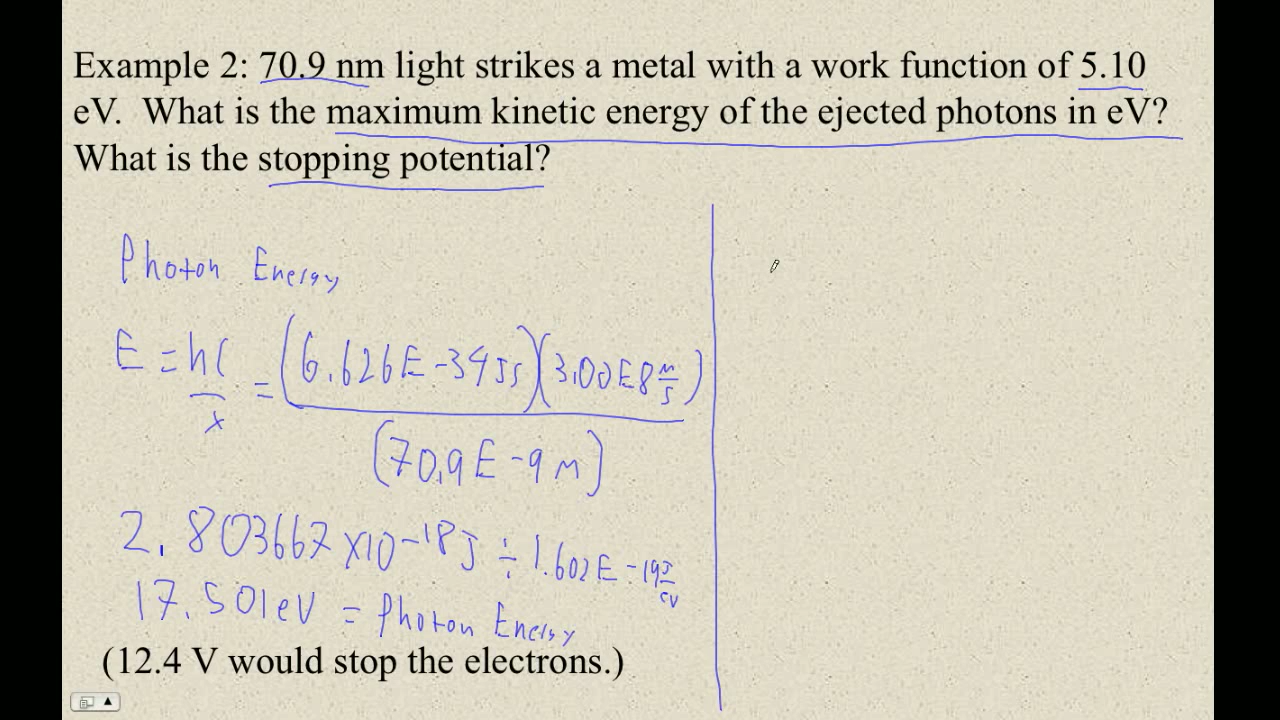 Example 2: 70.9 nm light strikes a metal with a work function of 5.10
eV. What is the maximum kinetic energy of the ejected photons in eV?
What is the stopping potential?
Photon Energy
E = hc/λ = (6.626E-34 Js)(3.00E8 m/s)
(70.9E-9 m)
2.803667 x10-18J ÷ 1.602E-19 J/eV
17.501eV = Photon Energy
(12.4 V would stop the electrons.)